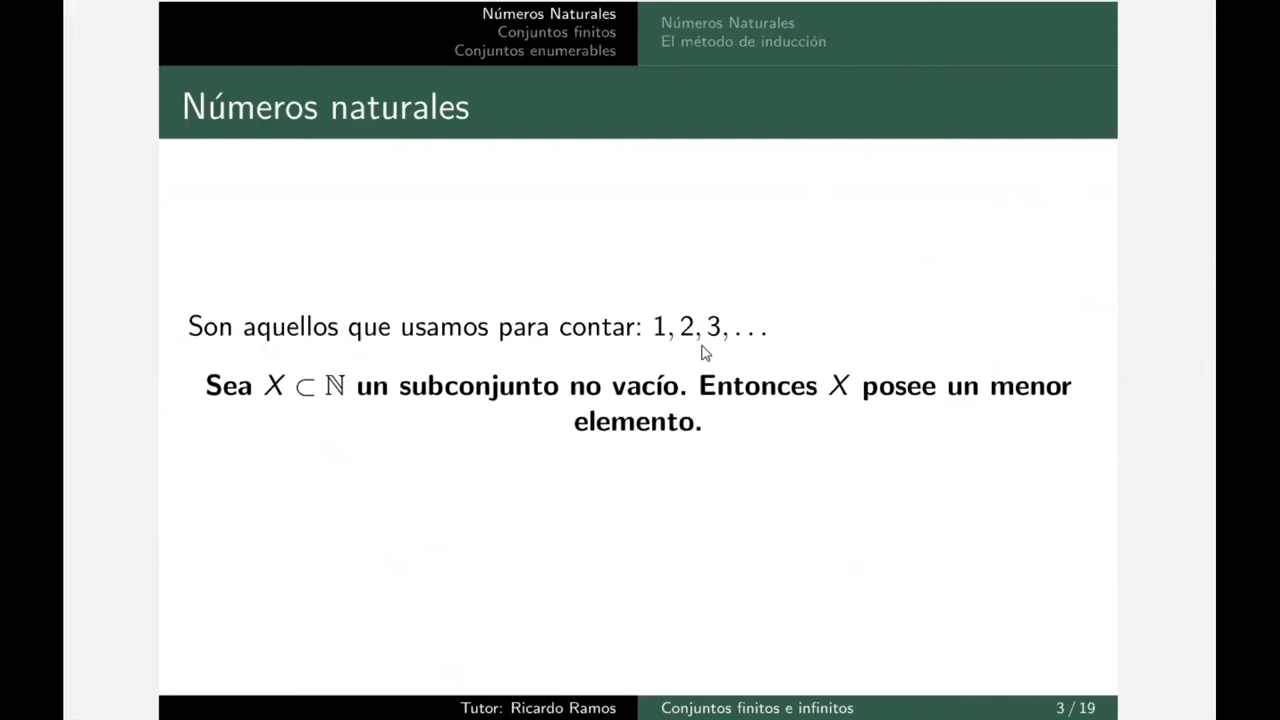 Números Naturales
Conjuntos finitos
Conjuntos enumerables
Números Naturales
El método de inducción
Números naturales
Son aquellos que usamos para contar: 1, 2, 3, . . .
Sea X ⊂ ℕ un subconjunto no vacío. Entonces X posee un menor
elemento.
Tutor: Ricardo Ramos
Conjuntos finitos e infinitos
3 / 19